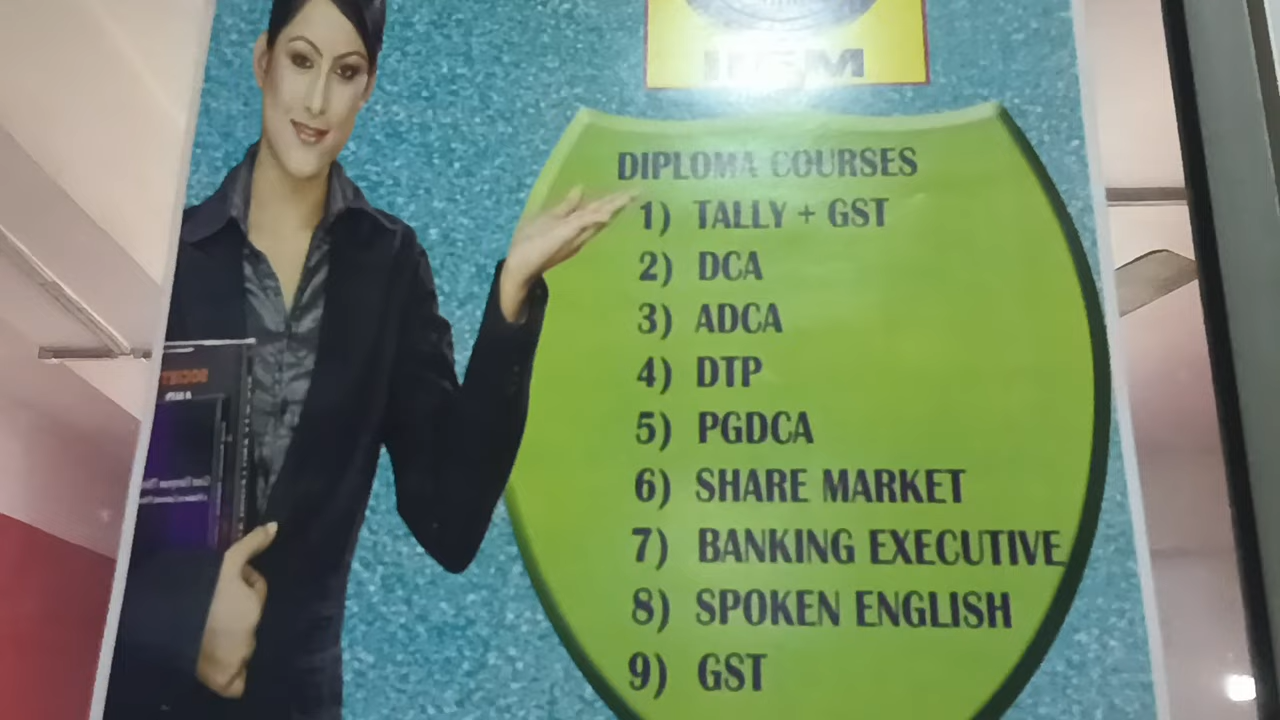 DIPLOMA COURSES
1) TALLY + GST
2) DCA
3) ADCA
4) DTP
5) PGDCA
6) SHARE MARKET
7) BANKING EXECUTIVE
8) SPOKEN ENGLISH
9) GST